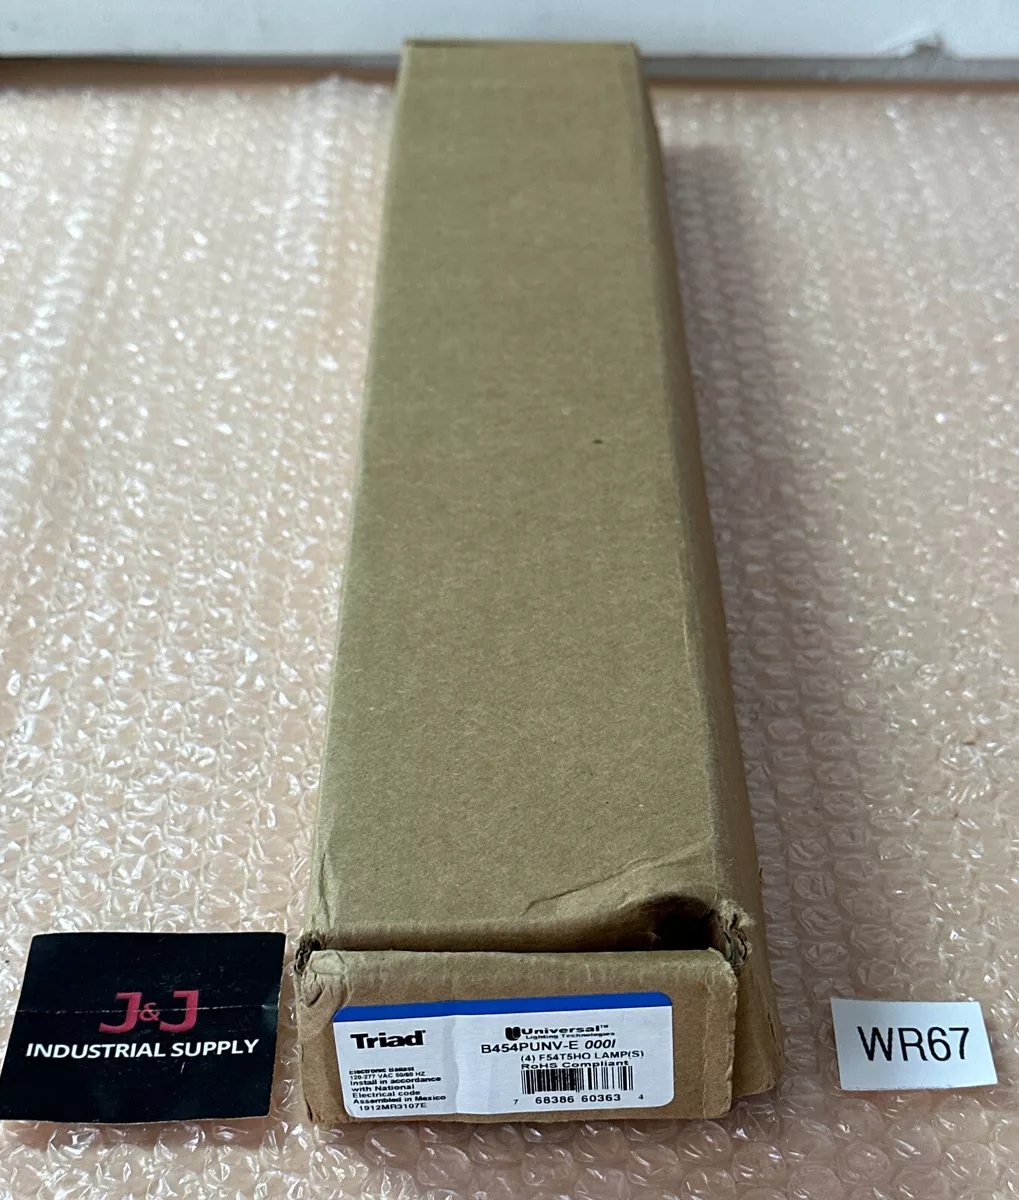 J&J
INDUSTRIAL SUPPLY
Triad®
Electronic Ballast
120-277 VAC 50/60 HZ
Install in accordance
with National
Electrical code
Assembled in Mexico
1912MR3107E
Universal™
Lighting Technologies
B454PUNV-E 000I
(4) F54T5HO LAMP(S)
RoHS Compliant
7 68386 60363 4
WR67